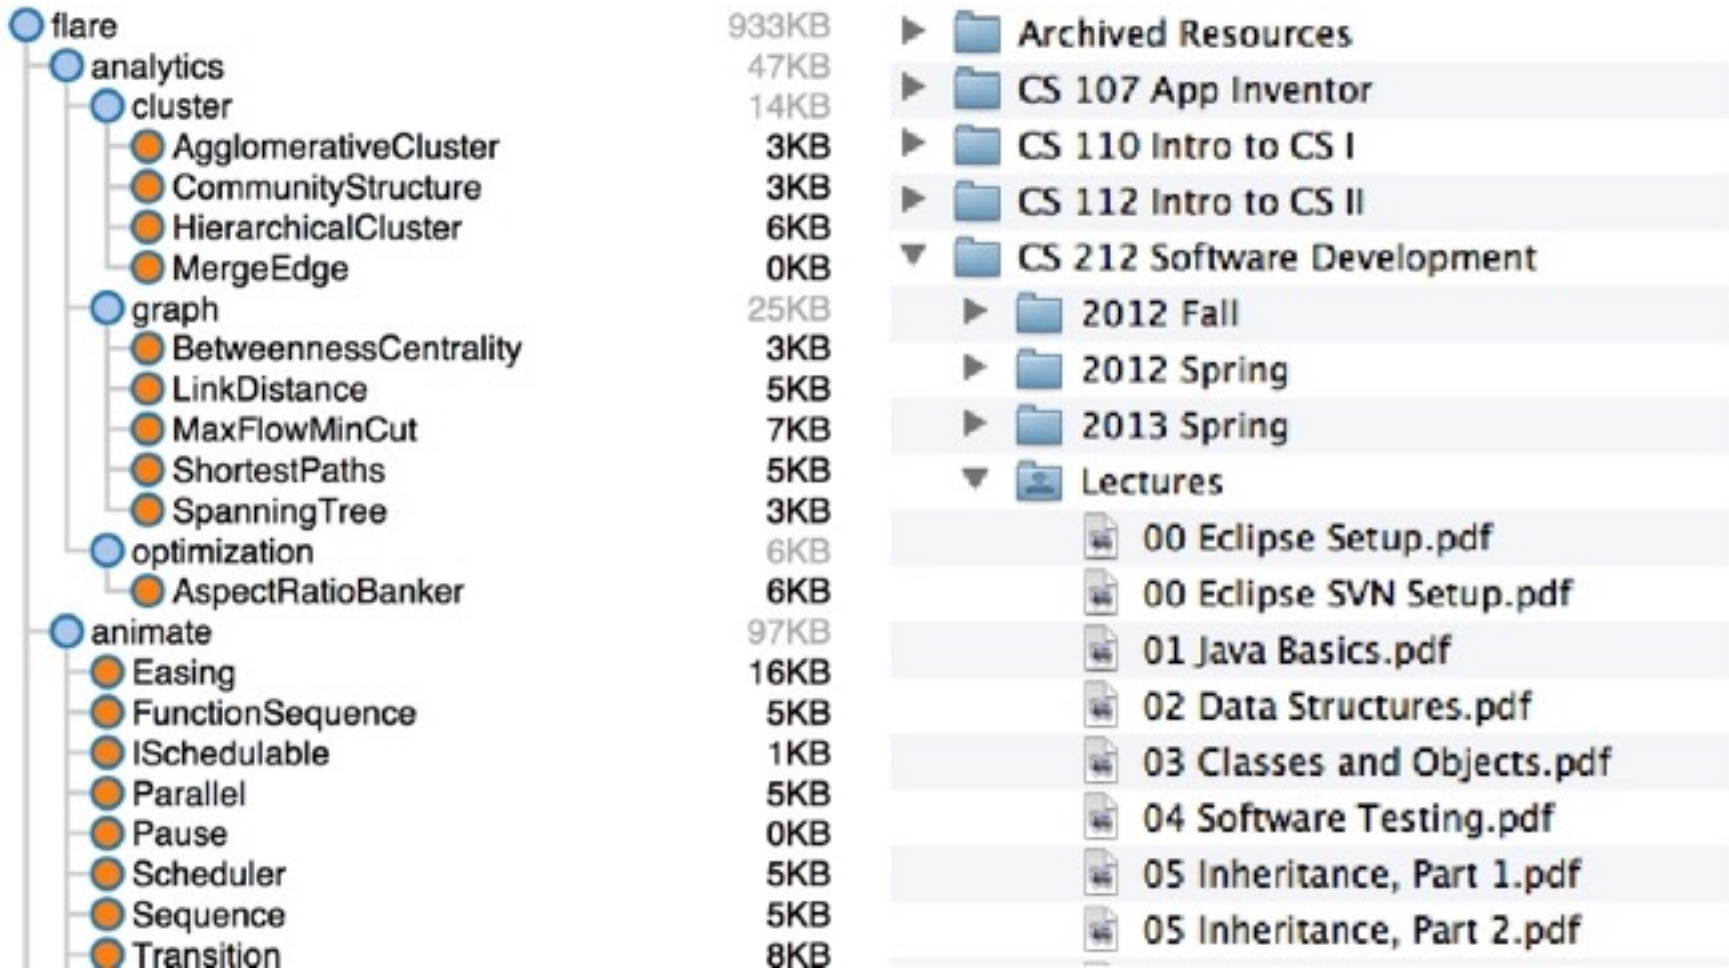 flare 933KB
analytics 47KB
cluster 14KB
AgglomerativeCluster 3KB
CommunityStructure 3KB
HierarchicalCluster 6KB
MergeEdge 0KB
graph 25KB
BetweennessCentrality 3KB
LinkDistance 5KB
MaxFlowMinCut 7KB
ShortestPaths 5KB
SpanningTree 3KB
optimization 6KB
AspectRatioBanker 6KB
animate 97KB
Easing 16KB
FunctionSequence 5KB
ISchedulable 1KB
Parallel 5KB
Pause 0KB
Scheduler 5KB
Sequence 5KB
Transition 8KB
Archived Resources
CS 107 App Inventor
CS 110 Intro to CS I
CS 112 Intro to CS II
CS 212 Software Development
2012 Fall
2012 Spring
2013 Spring
Lectures
00 Eclipse Setup.pdf
00 Eclipse SVN Setup.pdf
01 Java Basics.pdf
02 Data Structures.pdf
03 Classes and Objects.pdf
04 Software Testing.pdf
05 Inheritance, Part 1.pdf
05 Inheritance, Part 2.pdf